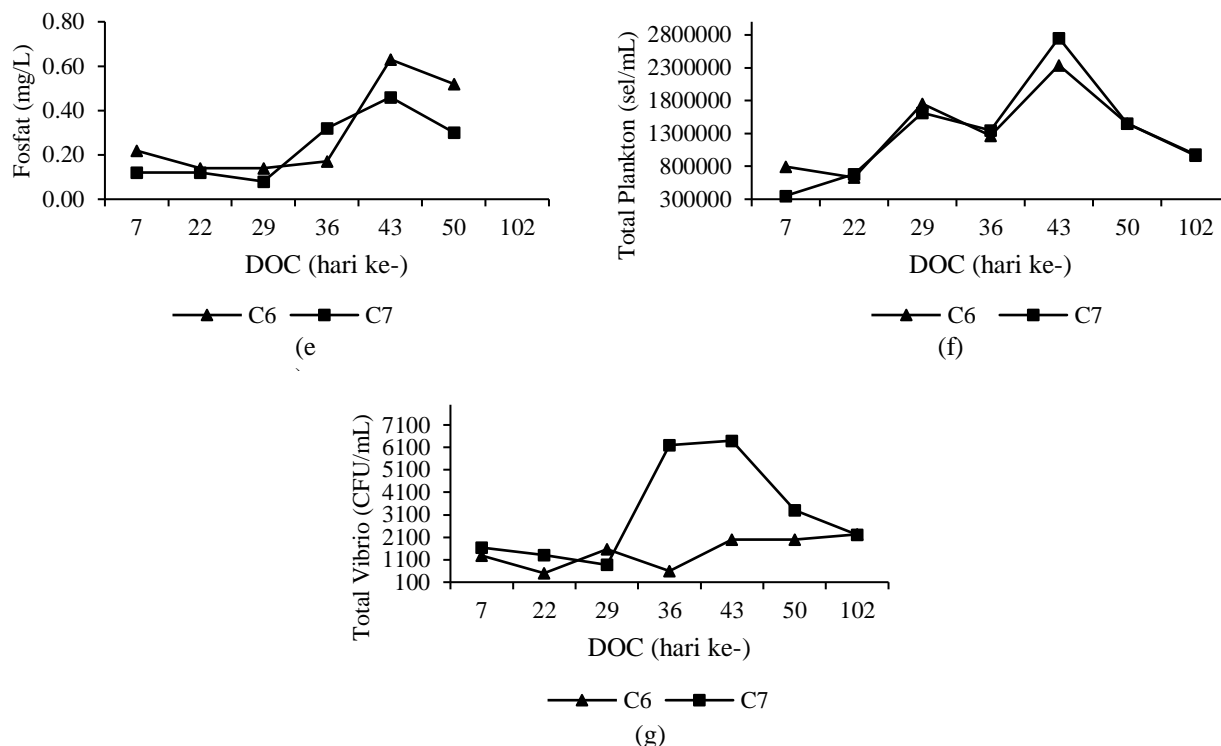 Fosfat (mg/L)
0.80
0.60
0.40
0.20
0.00
7 22 29 36 43 50 102
DOC (hari ke-)
C6 C7
(e
)
Total Plankton (sel/mL)
2800000
2300000
1800000
1300000
800000
300000
7 22 29 36 43 50 102
DOC (hari ke-)
C6 C7
(f)
Total Vibrio (CFU/mL)
7100
6100
5100
4100
3100
2100
1100
100
7 22 29 36 43 50 102
DOC (hari ke-)
C6 C7
(g)